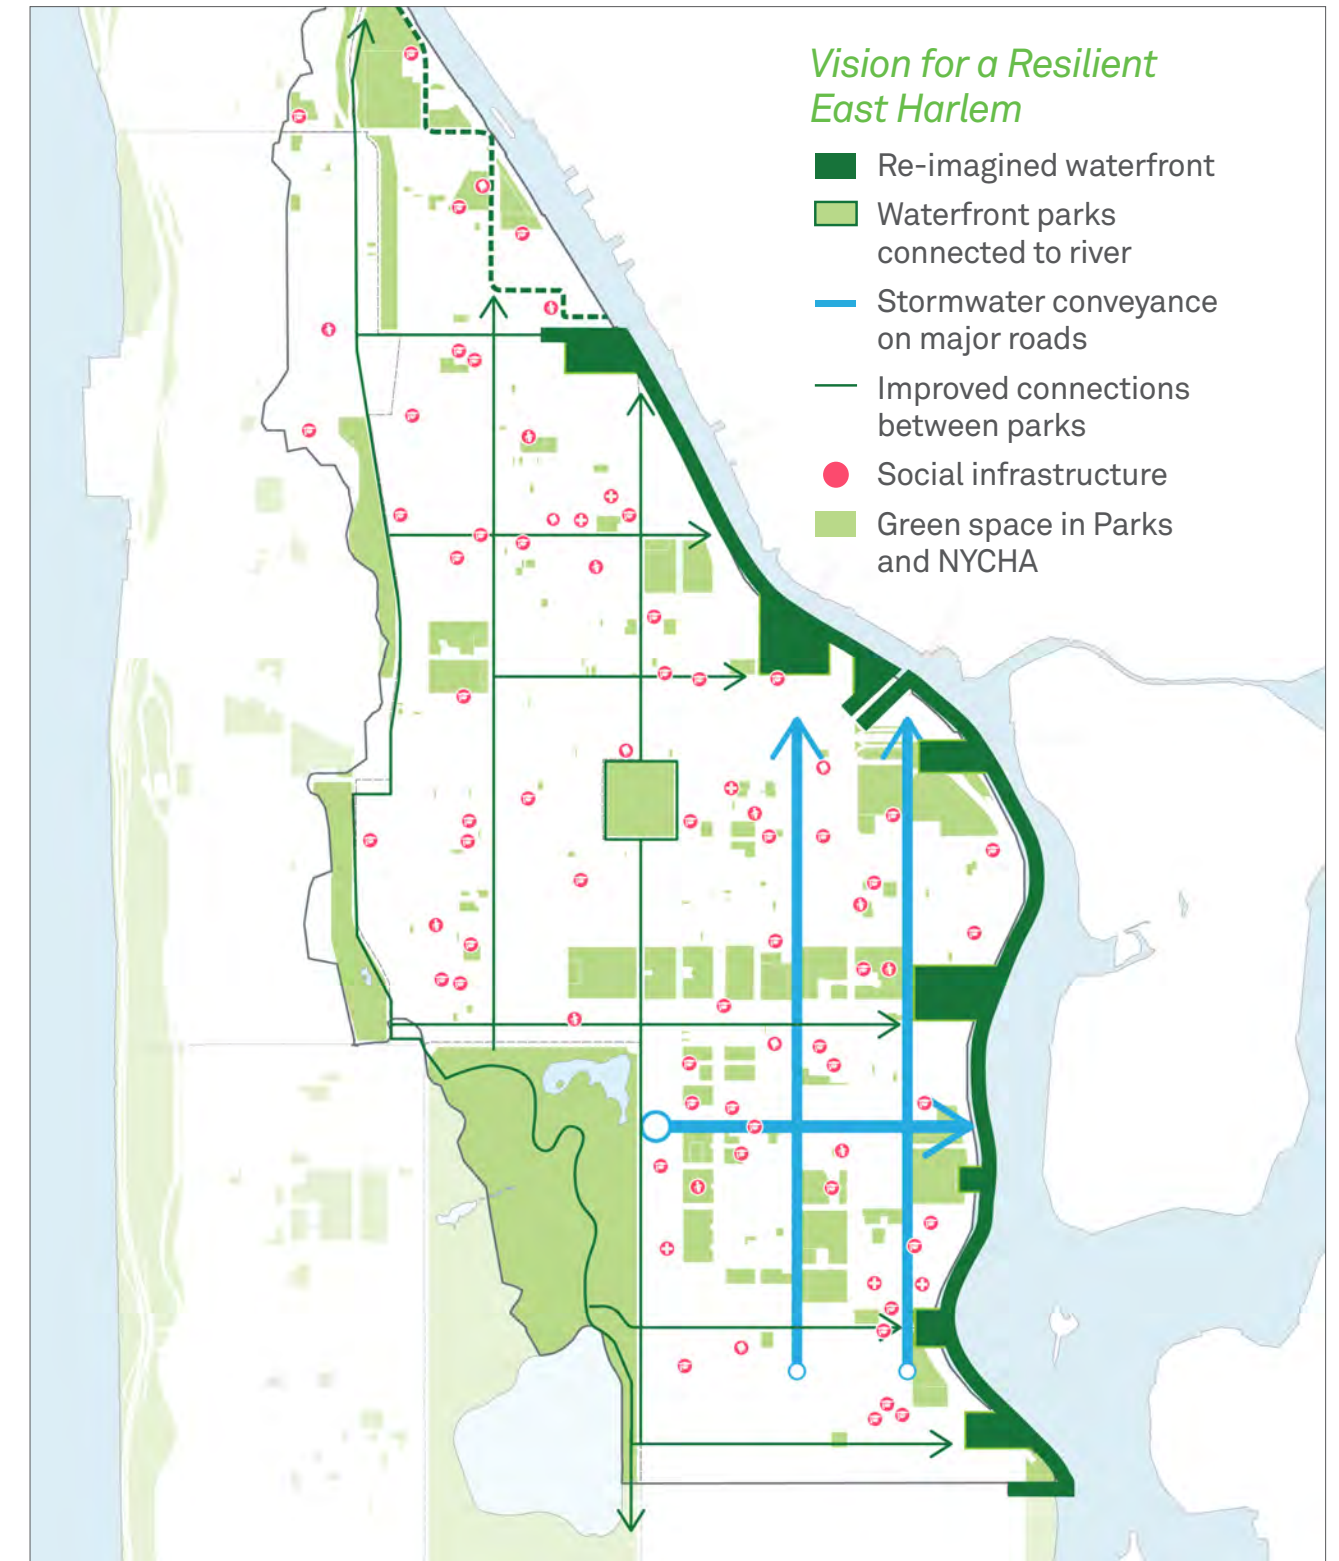 Vision for a Resilient
East Harlem
Re-imagined waterfront
Waterfront parks
connected to river
Stormwater conveyance
on major roads
Improved connections
between parks
Social infrastructure
Green space in Parks
and NYCHA